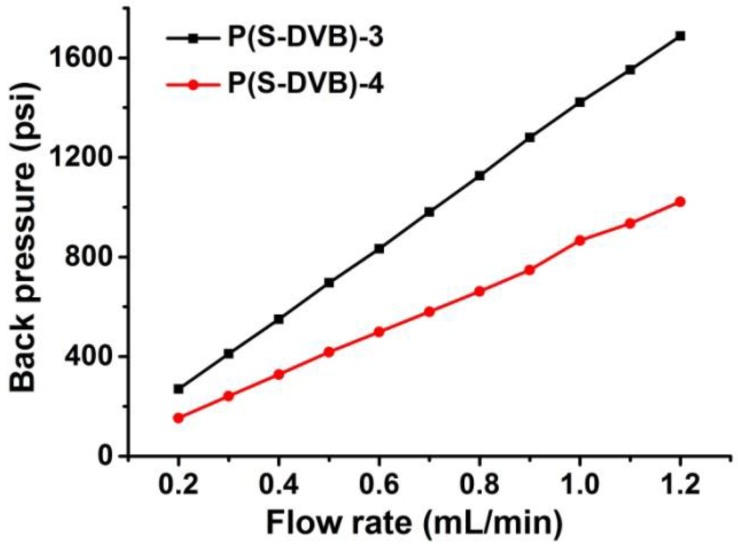 P(S-DVB)-3
P(S-DVB)-4
Back pressure (psi)
1600
1200
800
400
0
0.2 0.4 0.6 0.8 1.0 1.2
Flow rate (mL/min)